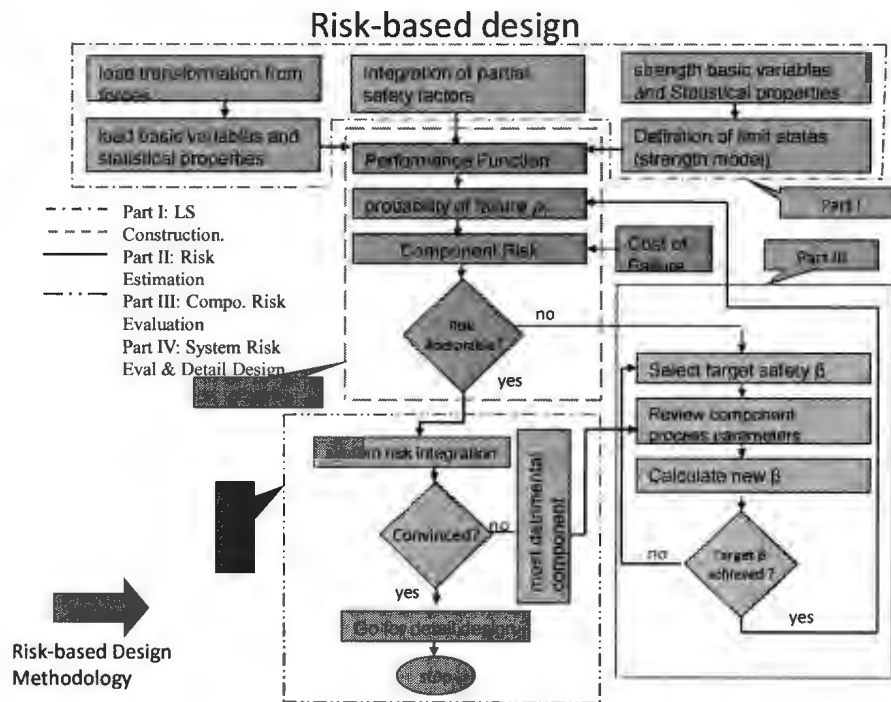 Risk-based design
load transformation from
forces
Integration of partial
safety factors
strength basic variables
and Statistical properties
load basic variables and
statistical properties
Performance Function
Definition of limit states
(strength model)
probability of failure
Part I
Component Risk
Cost of
Failure
Part III
Part I: LS
Construction.
Part II: Risk
Estimation
Part III: Compo. Risk
Evaluation
Part IV: System Risk
Eval & Detail Design
Risk
no
yes
Select target safety β
Review component
process parameters
Calculate new β
Target β
achieved?
no
yes
risk integration
most detrimental
component
Convinced?
no
yes
Go for detail design
stop
Risk-based Design
Methodology